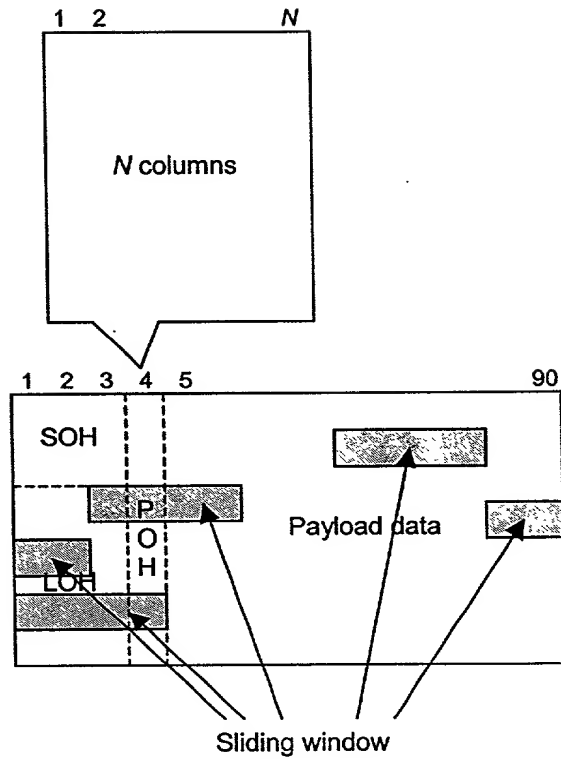 1 2 N
N columns
1 2 3 4 5 90
SOH
P
O
H
Payload data
LOH
Sliding window